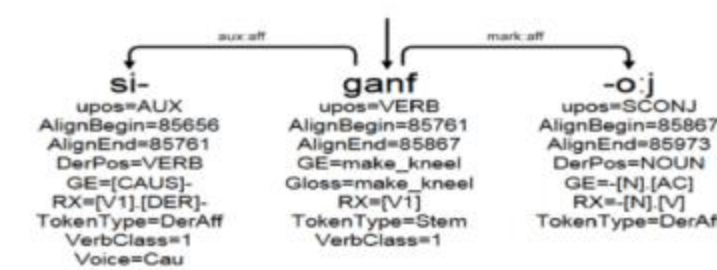 aux:aff
mark:aff
si-
upos=AUX
AlignBegin=85656
AlignEnd=85761
DerPos=VERB
GE=[CAUS]-
RX=[V1].[DER]-
TokenType=DerAff
VerbClass=1
Voice=Cau
ganf
upos=VERB
AlignBegin=85761
AlignEnd=85867
GE=make_kneel
Gloss=make_kneel
RX=[V1]
TokenType=Stem
VerbClass=1
-o:j
upos=SCONJ
AlignBegin=85867
AlignEnd=85973
DerPos=NOUN
GE=-[N].[AC]
RX=-[N].[V]
TokenType=DerAf